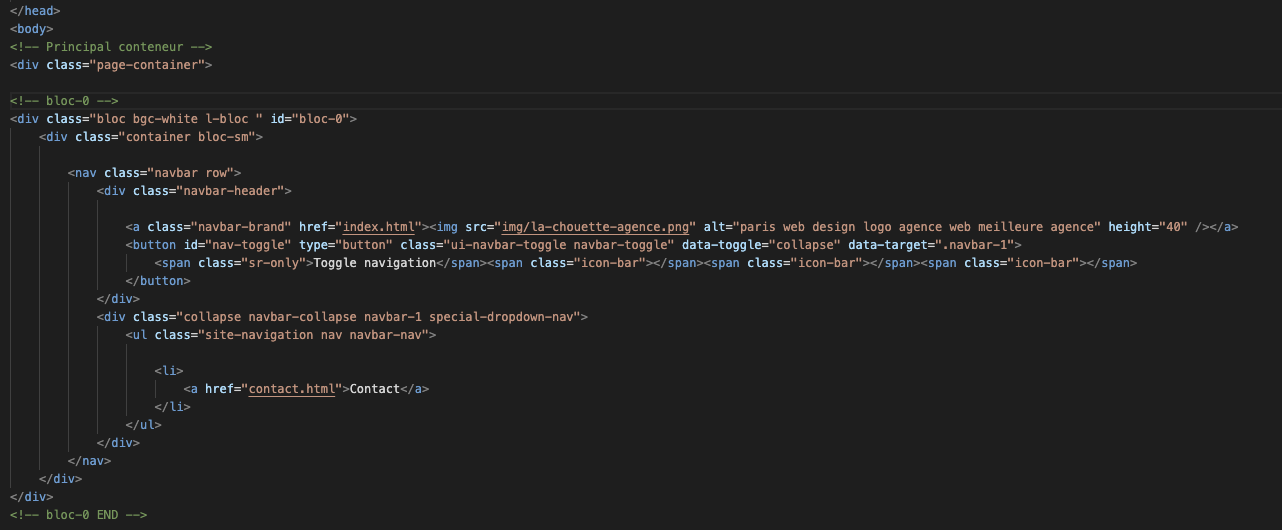 </head>
<body>
<!-- Principal conteneur -->
<div class="page-container">
<!-- bloc-0 -->
<div class="bloc bgc-white l-bloc " id="bloc-0">
<div class="container bloc-sm">
<nav class="navbar row">
<div class="navbar-header">
<a class="navbar-brand" href="index.html"><img src="img/la-chouette-agence.png" alt="paris web design logo agence web meilleure agence" height="40" /></a>
<button id="nav-toggle" type="button" class="ui-navbar-toggle navbar-toggle" data-toggle="collapse" data-target=".navbar-1">
<span class="sr-only">Toggle navigation</span><span class="icon-bar"></span><span class="icon-bar"></span><span class="icon-bar"></span>
</button>
</div>
<div class="collapse navbar-collapse navbar-1 special-dropdown-nav">
<ul class="site-navigation nav navbar-nav">
<li>
<a href="contact.html">Contact</a>
</li>
</ul>
</div>
</nav>
</div>
</div>
<!-- bloc-0 END -->